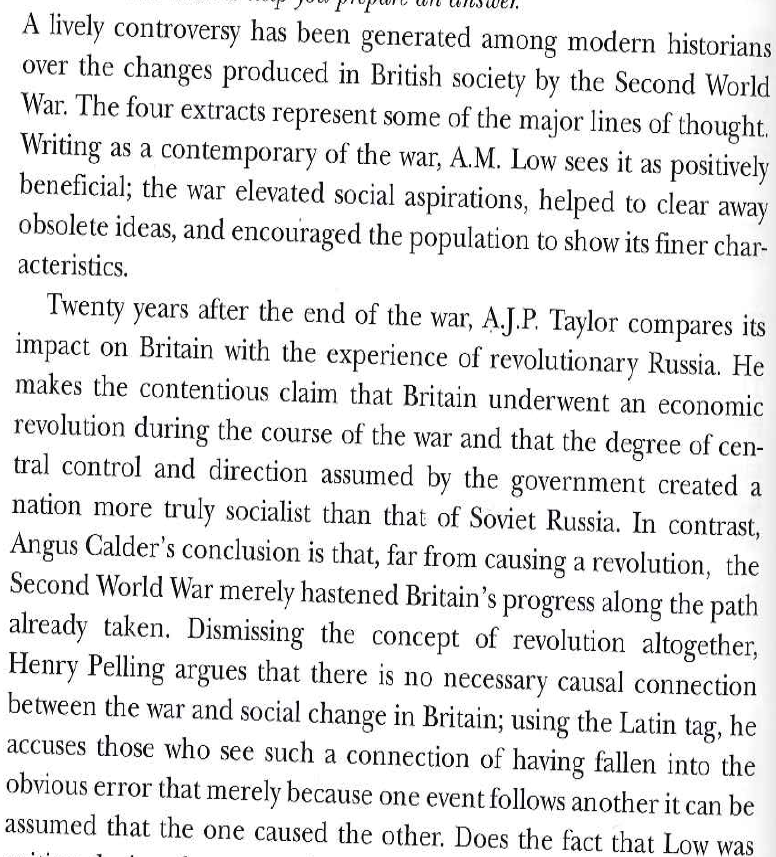 help you prepare an answer.
A lively controversy has been generated among modern historians
over the changes produced in British society by the Second World
War. The four extracts represent some of the major lines of thought.
Writing as a contemporary of the war, A.M. Low sees it as positively
beneficial; the war elevated social aspirations, helped to clear away
obsolete ideas, and encouraged the population to show its finer char-
acteristics.
Twenty years after the end of the war, A.J.P. Taylor compares its
impact on Britain with the experience of revolutionary Russia. He
makes the contentious claim that Britain underwent an economic
revolution during the course of the war and that the degree of cen-
tral control and direction assumed by the government created a
nation more truly socialist than that of Soviet Russia. In contrast,
Angus Calder's conclusion is that, far from causing a revolution, the
Second World War merely hastened Britain's progress along the path
already taken. Dismissing the concept of revolution altogether,
Henry Pelling argues that there is no necessary causal connection
between the war and social change in Britain; using the Latin tag, he
accuses those who see such a connection of having fallen into the
obvious error that merely because one event follows another it can be
assumed that the one caused the other. Does the fact that Low was